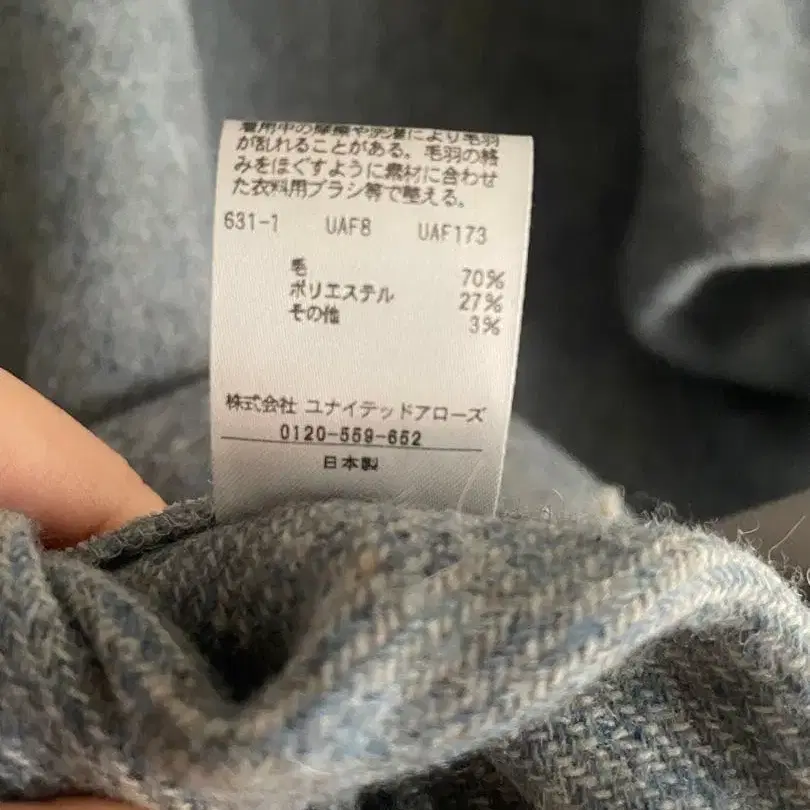 着用中の摩擦や洗濯により毛羽
が乱れることがある。毛羽の絡
みをほぐすように素材に合わせ
た衣料用ブラシ等で整える。
631-1 UAF8 UAF173
毛 70%
ポリエステル 27%
その他 3%
株式会社 ユナイテッドアローズ
0120-559-652
日本製